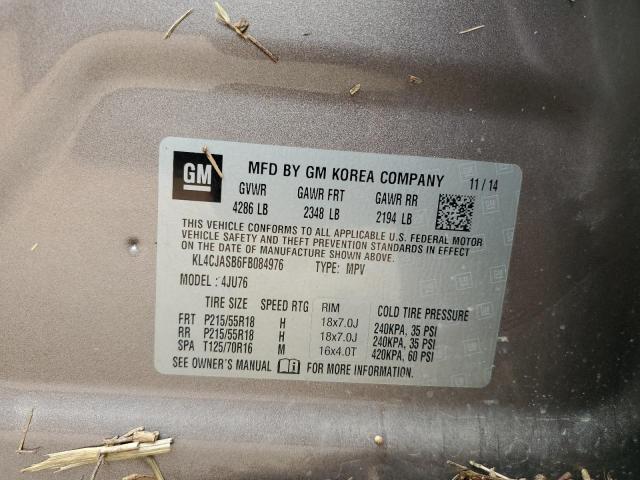 GM MFD BY GM KOREA COMPANY 11 / 14
GVWR GAWR FRT GAWR RR
4286 LB 2348 LB 2194 LB
THIS VEHICLE CONFORMS TO ALL APPLICABLE U.S. FEDERAL MOTOR
VEHICLE SAFETY AND THEFT PREVENTION STANDARDS IN EFFECT
ON THE DATE OF MANUFACTURE SHOWN ABOVE.
KL4CJASB6FB084976 TYPE: MPV
MODEL : 4JU76
TIRE SIZE SPEED RTG RIM COLD TIRE PRESSURE
FRT P215/55R18 H 18x7.0J 240KPA, 35 PSI
RR P215/55R18 H 18x7.0J 240KPA, 35 PSI
SPA T125/70R16 M 16x4.0T 420KPA, 60 PSI
SEE OWNER'S MANUAL FOR MORE INFORMATION.